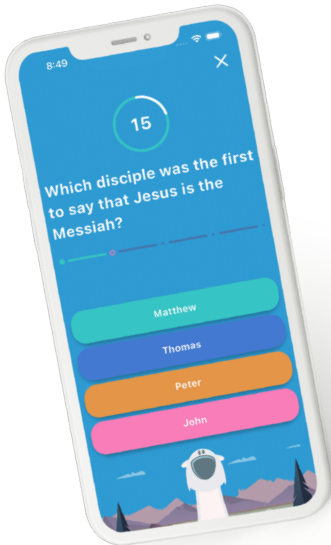 8:49
15
Which disciple was the first
to say that Jesus is the
Messiah?
Matthew
Thomas
Peter
John